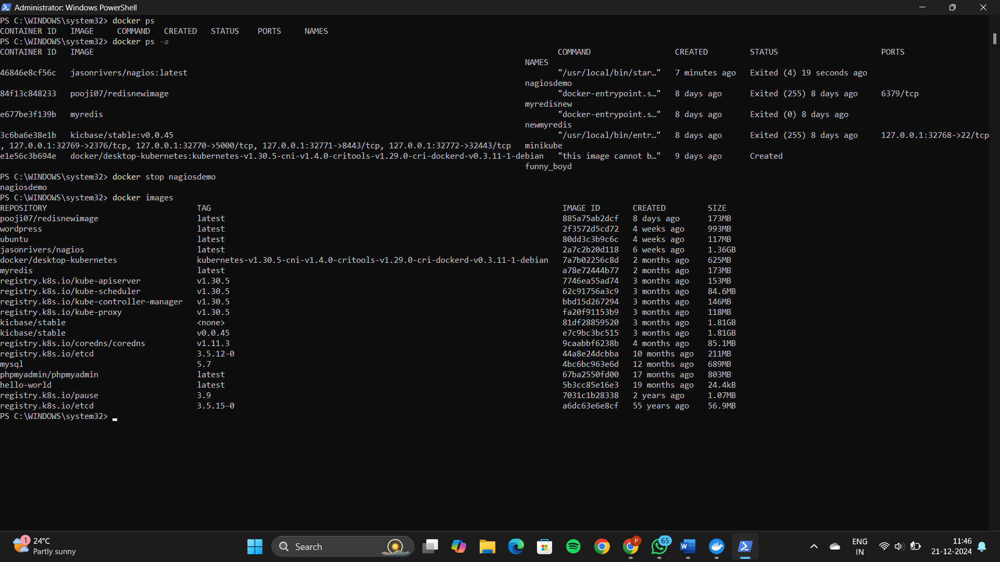 Administrator: Windows PowerShell
PS C:\WINDOWS\system32> docker ps
CONTAINER ID   IMAGE     COMMAND   CREATED   STATUS    PORTS     NAMES
PS C:\WINDOWS\system32> docker ps -a
CONTAINER ID   IMAGE   COMMAND   CREATED   STATUS   PORTS
NAMES
46846e8cf56c   jasonrivers/nagios:latest   "/usr/local/bin/star…"   7 minutes ago   Exited (4) 19 seconds ago
nagiosdemo
84f13c848233   pooji07/redisnewimage   "docker-entrypoint.s…"   8 days ago   Exited (255) 8 days ago   6379/tcp
myredisnew
e677be3f139b   myredis   "docker-entrypoint.s…"   8 days ago   Exited (0) 8 days ago
newmyredis
3c6ba6e38e1b   kicbase/stable:v0.0.45   "/usr/local/bin/entr…"   8 days ago   Exited (255) 8 days ago   127.0.0.1:32768->22/tcp
, 127.0.0.1:32769->2376/tcp, 127.0.0.1:32770->5000/tcp, 127.0.0.1:32771->8443/tcp, 127.0.0.1:32772->32443/tcp   minikube
e1e56c3b694e   docker/desktop-kubernetes:kubernetes-v1.30.5-cni-v1.4.0-critools-v1.29.0-cri-dockerd-v0.3.11-1-debian   "this image cannot b…"   9 days ago   Created
funny_boyd
PS C:\WINDOWS\system32> docker stop nagiosdemo
nagiosdemo
PS C:\WINDOWS\system32> docker images
REPOSITORY   TAG   IMAGE ID   CREATED   SIZE
pooji07/redisnewimage   latest   885a75ab2dcf   8 days ago   173MB
wordpress   latest   2f3572d5cd72   4 weeks ago   993MB
ubuntu   latest   80dd3c3b9c6c   4 weeks ago   117MB
jasonrivers/nagios   latest   2a7c2b20d118   6 weeks ago   1.36GB
docker/desktop-kubernetes   kubernetes-v1.30.5-cni-v1.4.0-critools-v1.29.0-cri-dockerd-v0.3.11-1-debian   7a7b02256c8d   2 months ago   625MB
myredis   latest   a78e72444b77   2 months ago   173MB
registry.k8s.io/kube-apiserver   v1.30.5   7746ea55ad74   3 months ago   153MB
registry.k8s.io/kube-scheduler   v1.30.5   62c91756a3c9   3 months ago   84.6MB
registry.k8s.io/kube-controller-manager   v1.30.5   bbd15d267294   3 months ago   146MB
registry.k8s.io/kube-proxy   v1.30.5   fa20f91153b9   3 months ago   118MB
kicbase/stable   <none>   81df28859520   3 months ago   1.81GB
kicbase/stable   v0.0.45   e7c9bc3bc515   3 months ago   1.81GB
registry.k8s.io/coredns/coredns   v1.11.3   9caabbf6238b   4 months ago   85.1MB
registry.k8s.io/etcd   3.5.12-0   44a8e24dcbba   10 months ago   211MB
mysql   5.7   4bc6bc963e6d   12 months ago   689MB
phpmyadmin/phpmyadmin   latest   67ba2550fd00   17 months ago   803MB
hello-world   latest   5b3cc85e16e3   19 months ago   24.4kB
registry.k8s.io/pause   3.9   7031c1b28338   2 years ago   1.07MB
registry.k8s.io/etcd   3.5.15-0   a6dc63e6e8cf   55 years ago   56.9MB
PS C:\WINDOWS\system32>
1
24°C
Partly sunny
Search
P
65
W
ENG
IN
11:46
21-12-2024